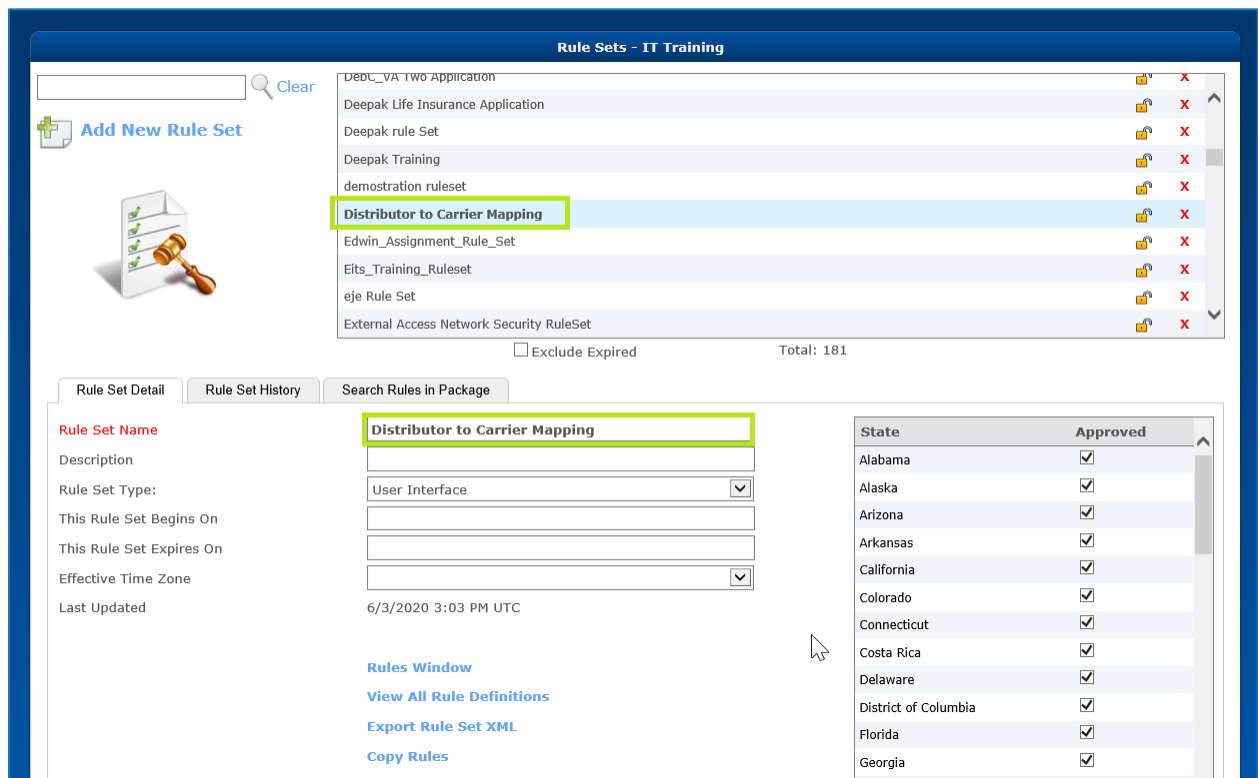 Rule Sets - IT Training
Clear
Add New Rule Set
DebC_VA Two Application X
Deepak Life Insurance Application X
Deepak rule Set X
Deepak Training X
demostration ruleset X
Distributor to Carrier Mapping X
Edwin_Assignment_Rule_Set X
Eits_Training_Ruleset X
eje Rule Set X
External Access Network Security RuleSet X
Exclude Expired Total: 181
Rule Set Detail Rule Set History Search Rules in Package
Rule Set Name Distributor to Carrier Mapping
Description
Rule Set Type: User Interface
This Rule Set Begins On
This Rule Set Expires On
Effective Time Zone
Last Updated 6/3/2020 3:03 PM UTC
Rules Window
View All Rule Definitions
Export Rule Set XML
Copy Rules
State Approved
Alabama
Alaska
Arizona
Arkansas
California
Colorado
Connecticut
Costa Rica
Delaware
District of Columbia
Florida
Georgia